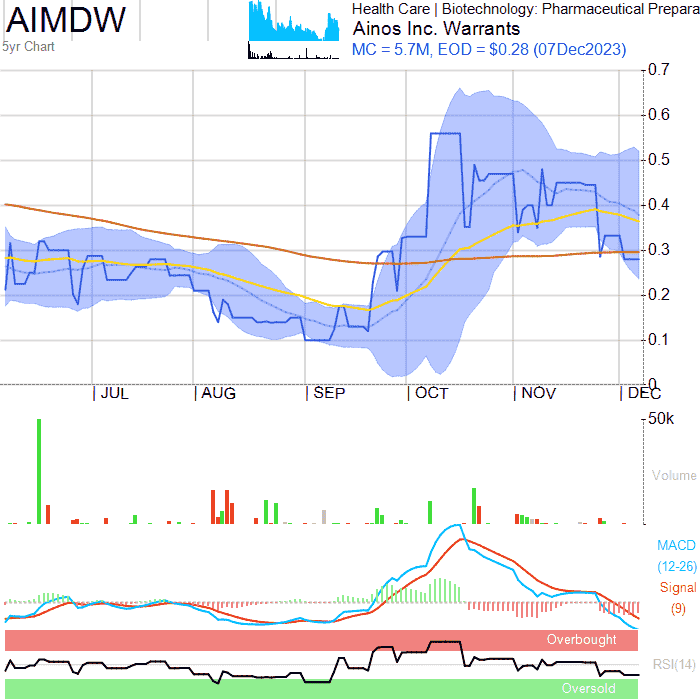 AIMDW
5yr Chart
Health Care | Biotechnology: Pharmaceutical Prepara
Ainos Inc. Warrants
MC = 5.7M, EOD = $0.28 (07Dec2023)
0.7
0.6
0.5
0.4
0.3
0.2
0.1
0
JUL
AUG
SEP
OCT
NOV
DEC
50k
Volume
MACD
(12-26)
Signal
(9)
Overbought
RSI(14)
Oversold